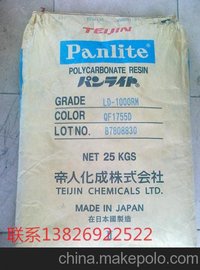 TEIJIN
Panlite®
POLYCARBONATE RESIN
パンライト®
GRADE LD-1000RM
COLOR QF1755D
LOT NO. B7808830
NET 25 KGS
帝人化成株式会社
TEIJIN CHEMICALS LTD.
MADE IN JAPAN
在日本國製造
联系13826922522
china.makepolo.com